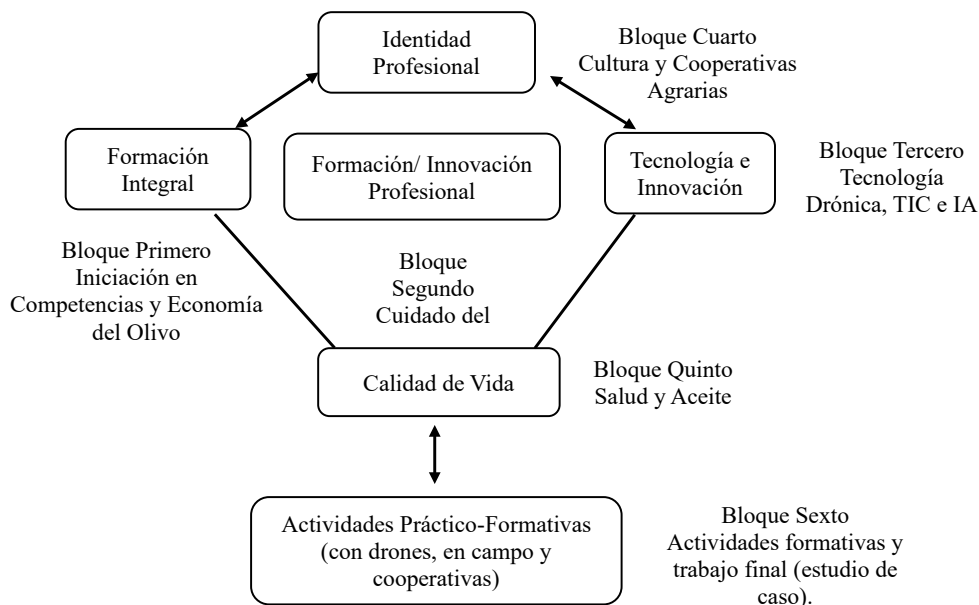 Identidad
Profesional
Bloque Cuarto
Cultura y Cooperativas
Agrarias
Formación
Integral
Formación/ Innovación
Profesional
Tecnología e
Innovación
Bloque Tercero
Tecnología
Drónica, TIC e IA
Bloque Primero
Iniciación en
Competencias y Economía
del Olivo
Bloque
Segundo
Cuidado del
Calidad de Vida
Bloque Quinto
Salud y Aceite
Actividades Práctico-Formativas
(con drones, en campo y
cooperativas)
Bloque Sexto
Actividades formativas y
trabajo final (estudio de
caso).